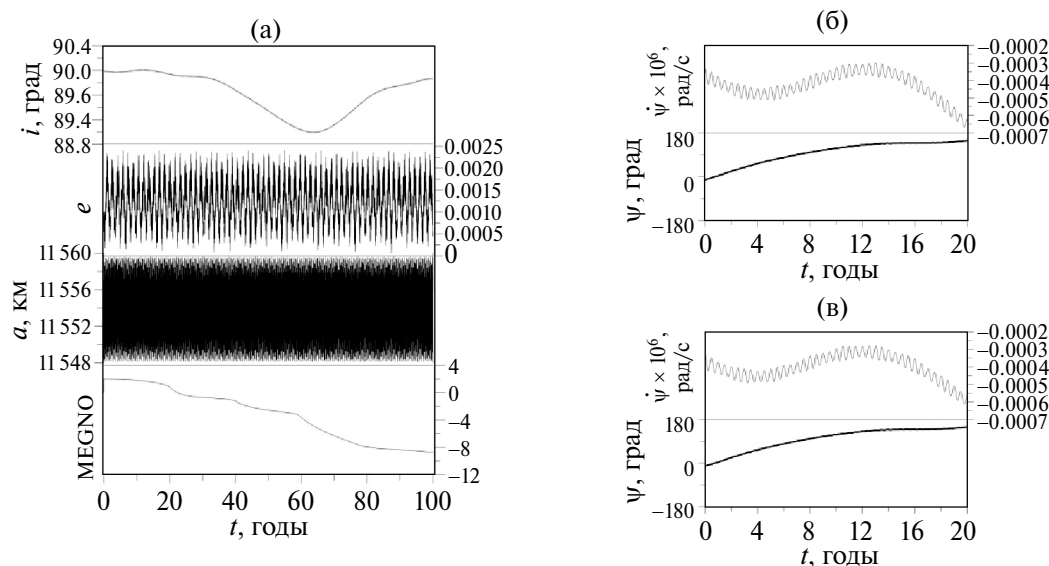 (а)
i, град
90.4
90.0
89.6
89.4
88.8
e
0.0025
0.0020
0.0015
0.0010
0.0005
0
a, км
11 560
11 556
11 552
11 548
MEGNO
4
0
−4
−8
−12
0 20 40 60 80 100
t, годы
(б)
ψ̇ × 10⁶,
рад/с
−0.0002
−0.0003
−0.0004
−0.0005
−0.0006
−0.0007
ψ, град
180
0
−180
0 4 8 12 16 20
t, годы
(в)
ψ̇ × 10⁶,
рад/с
−0.0002
−0.0003
−0.0004
−0.0005
−0.0006
−0.0007
ψ, град
180
0
−180
0 4 8 12 16 20
t, годы